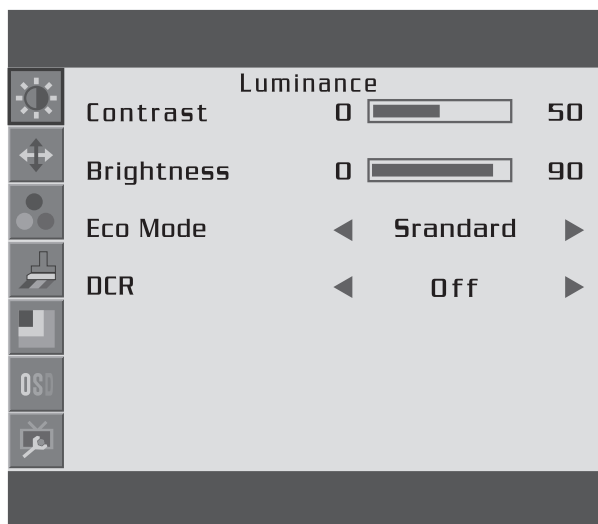 Luminance
Contrast 0 50
Brightness 0 90
Eco Mode Srandard
DCR Off
OSD